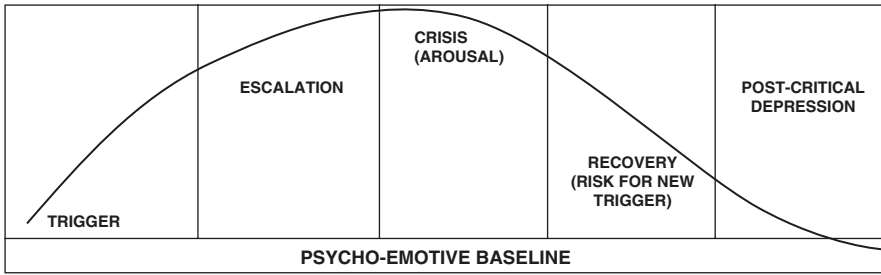 TRIGGER
ESCALATION
CRISIS
(AROUSAL)
RECOVERY
(RISK FOR NEW
TRIGGER)
POST-CRITICAL
DEPRESSION
PSYCHO-EMOTIVE BASELINE